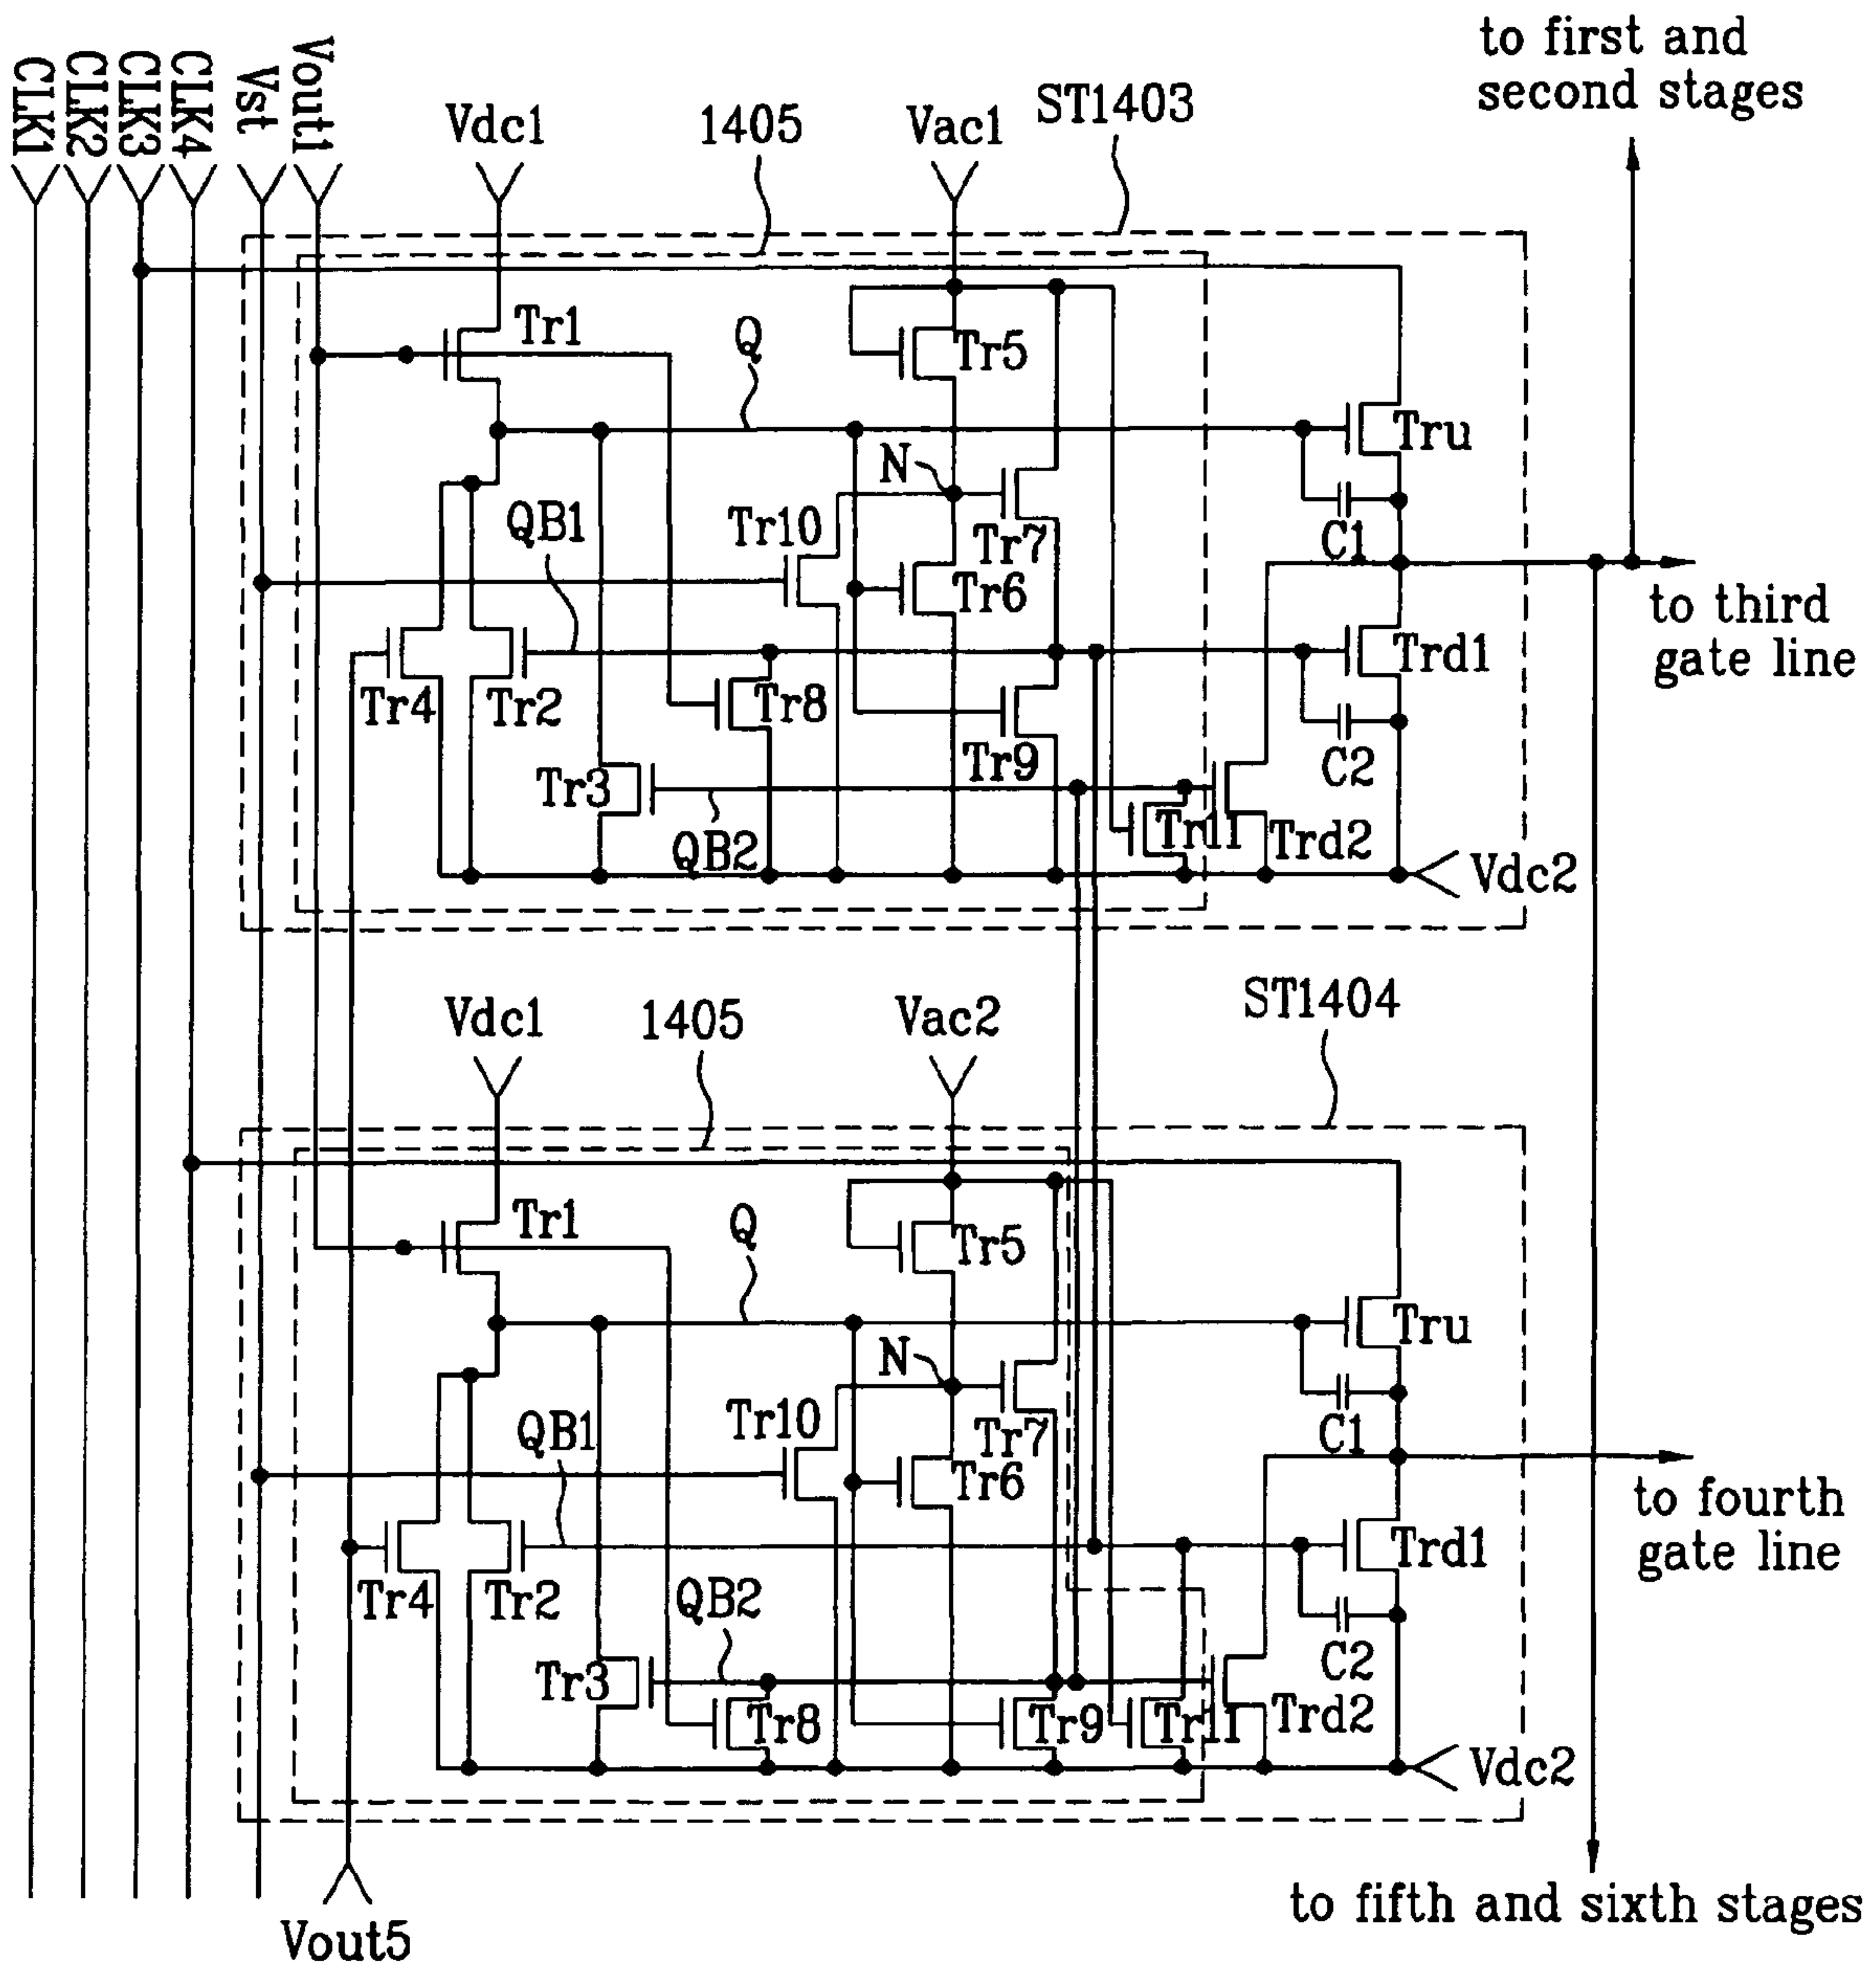 to first and
second stages
CLK1
CLK2
CLK3
CLK4
Vst
Vout1
Vdc1
1405
Vac1
ST1403
Tr1
Q
Tr5
Tru
N
C1
QB1
Tr10
Tr7
Tr6
to third
gate line
Trd1
Tr4
Tr2
Tr8
Tr9
C2
Tr3
QB2
Tr11
Trd2
Vdc2
Vdc1
1405
Vac2
ST1404
Tr1
Q
Tr5
Tru
N
C1
QB1
Tr10
Tr7
Tr6
to fourth
gate line
Trd1
Tr4
Tr2
QB2
C2
Tr3
Tr8
Tr9
Tr11
Trd2
Vdc2
to fifth and sixth stages
Vout5